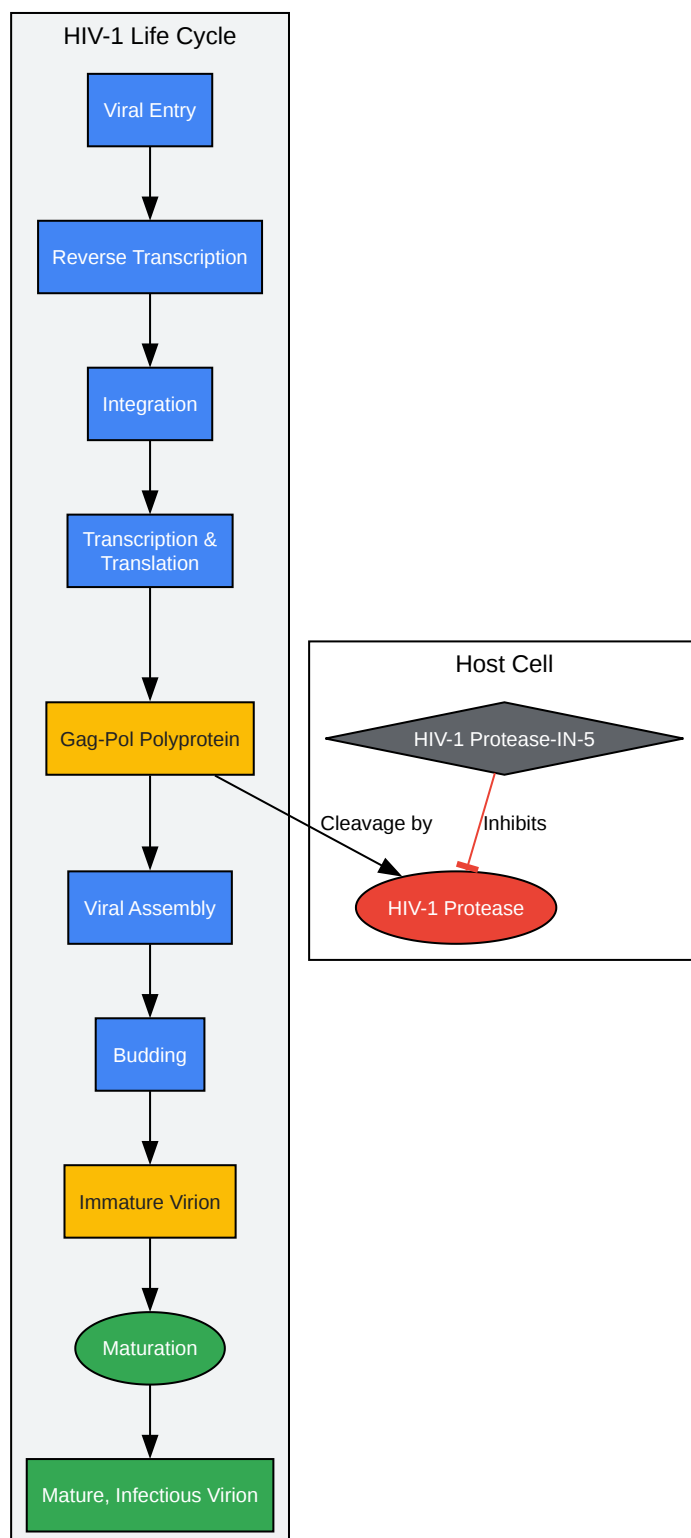 HIV-1 Life Cycle
Viral Entry
Reverse Transcription
Integration
Transcription &
Translation
Gag-Pol Polyprotein
Viral Assembly
Budding
Immature Virion
Maturation
Mature, Infectious Virion
Host Cell
HIV-1 Protease-IN-5
Cleavage by
Inhibits
HIV-1 Protease